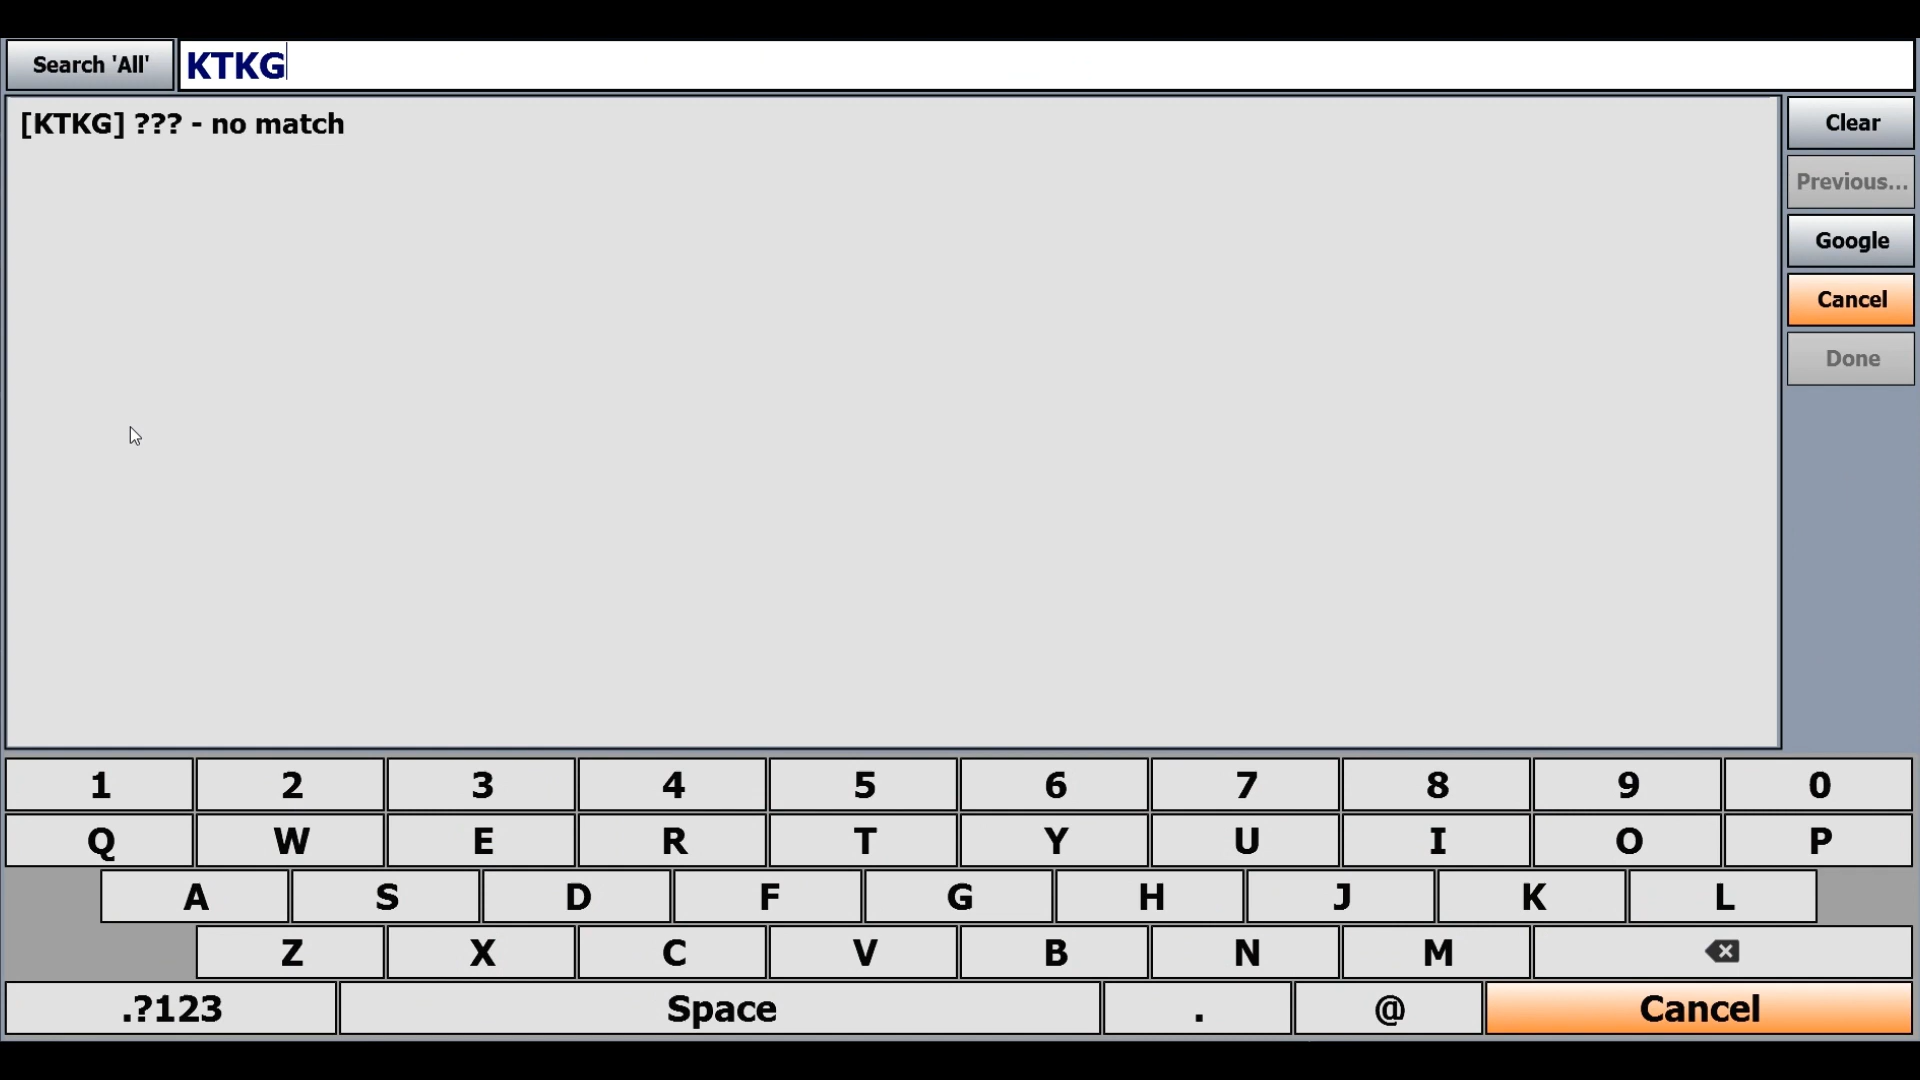 Search 'All' KTKG
[KTKG] ??? - no match
Clear
Previous...
Google
Cancel
Done
1 2 3 4 5 6 7 8 9 0
Q W E R T Y U I O P
A S D F G H J K L
Z X C V B N M
.?123 Space . @ Cancel